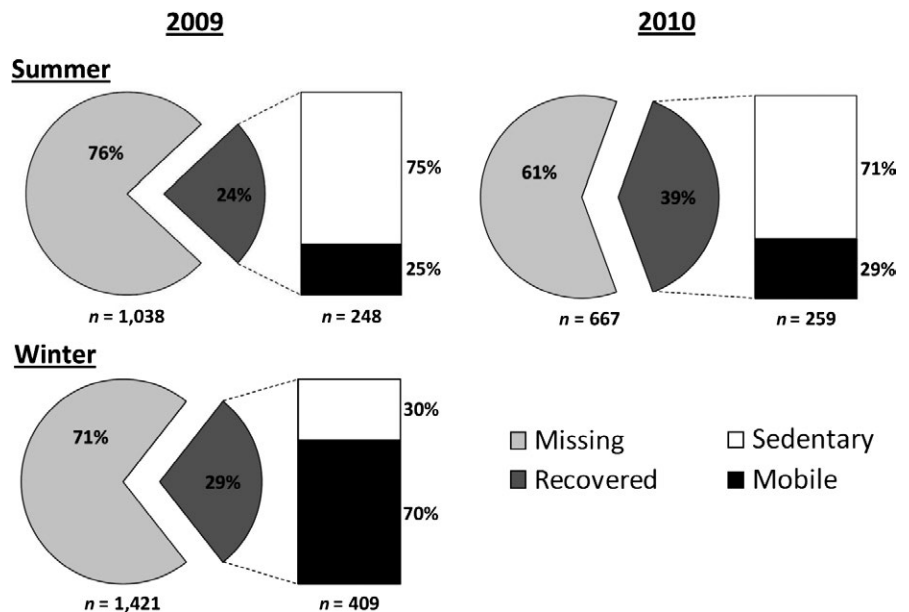 2009
2010
Summer
76%
24%
75%
25%
n = 1,038
n = 248
61%
39%
71%
29%
n = 667
n = 259
Winter
71%
29%
30%
70%
n = 1,421
n = 409
Missing
Sedentary
Recovered
Mobile